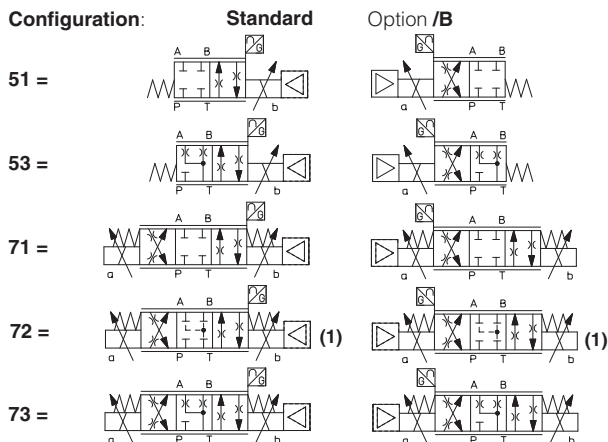 Configuration: Standard Option /B
A B G A B G
51 =
P T b a P T
A B G A B G
53 =
P T b a P T
A B G A B G
71 =
a P T b a P T b
A B G A B G
72 = (1) (1)
a P T b a P T b
A B G A B G
73 =
a P T b a P T b